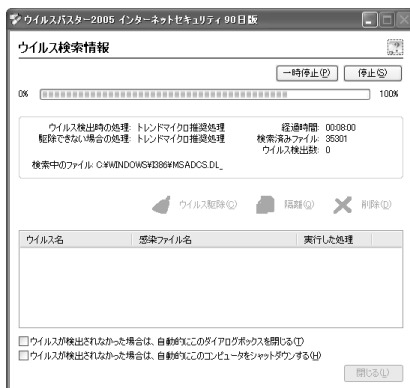 ウイルスバスター2005 インターネットセキュリティ 90日版
ウイルス検索情報
一時停止(P) 停止(S)
0% 100%
ウイルス検出時の処理: トレンドマイクロ推奨処理 経過時間: 00:08:00
駆除できない場合の処理: トレンドマイクロ推奨処理 検索済みファイル: 35301
ウイルス検出数: 0
検索中のファイル: C:¥WINDOWS¥I386¥MSADCS.DL_
ウイルス駆除(C) 隔離(Q) 削除(D)
ウイルス名 感染ファイル名 実行した処理
ウイルスが検出されなかった場合は、自動的にこのダイアログボックスを閉じる(T)
ウイルスが検出されなかった場合は、自動的にこのコンピュータをシャットダウンする(H)
閉じる(L)